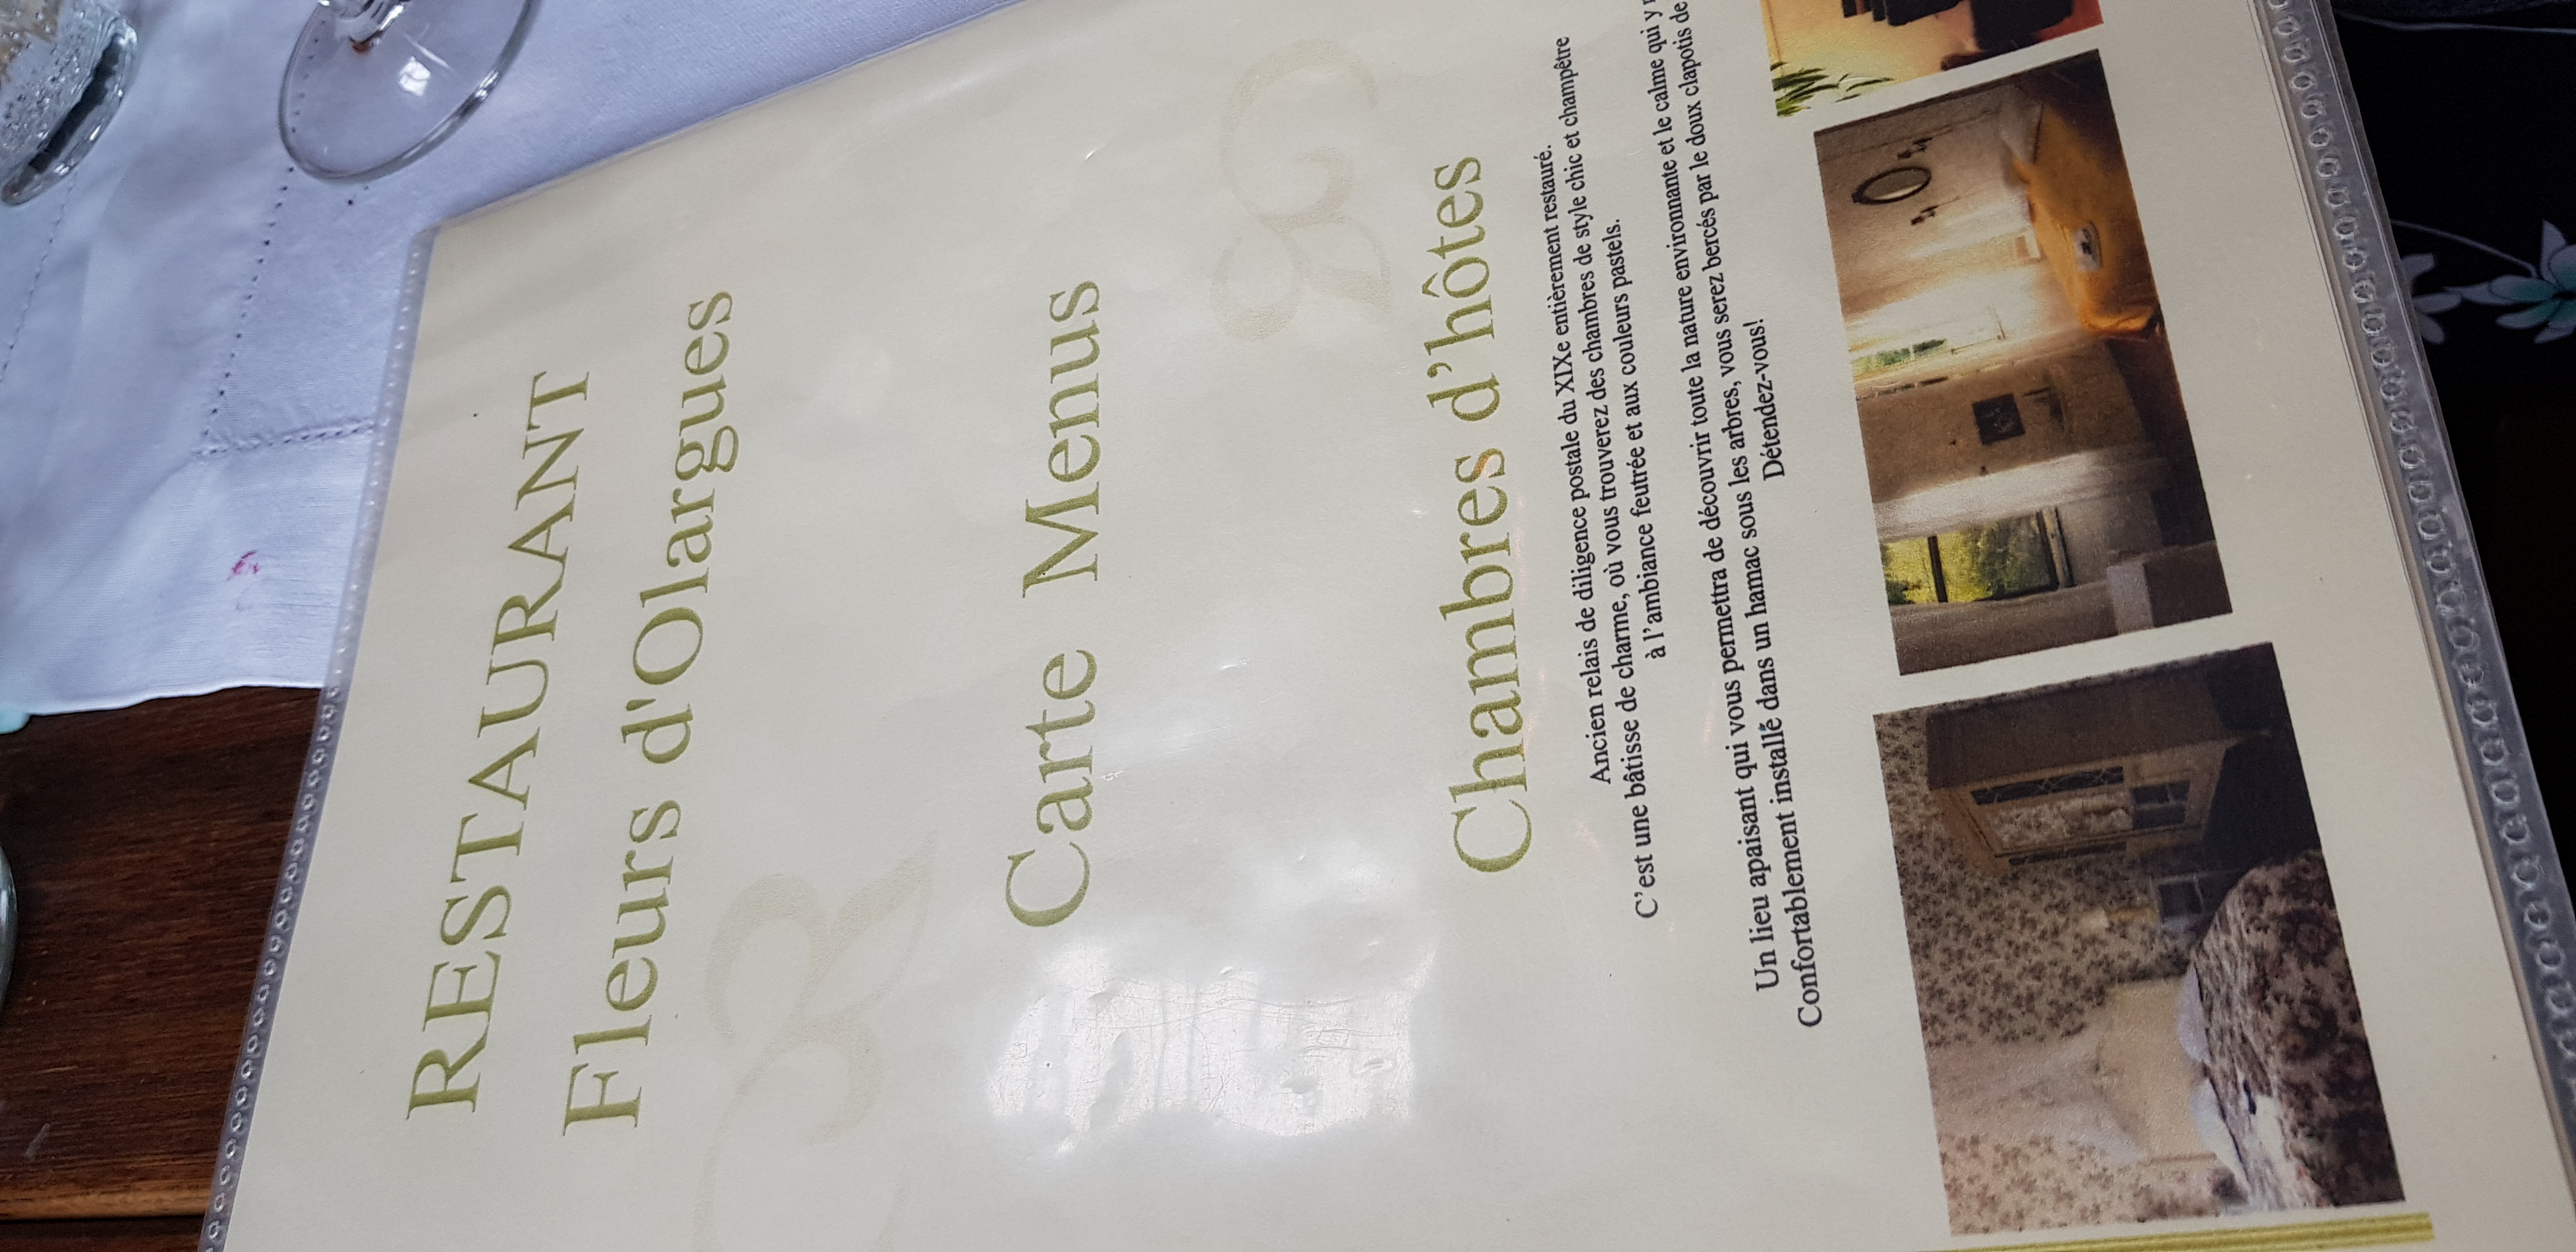 RESTAURANT
Fleurs d'Olargues
Carte Menus
Chambres d'hôtes
Ancien relais de diligence postale du XIXe entièrement restauré.
C'est une bâtisse de charme, où vous trouverez des chambres de style chic et champêtre
à l'ambiance feutrée et aux couleurs pastels.
Un lieu apaisant qui vous permettra de découvrir toute la nature environnante et le calme qui y
Confortablement installé dans un hamac sous les arbres, vous serez bercés par le doux clapotis de
Détendez-vous!